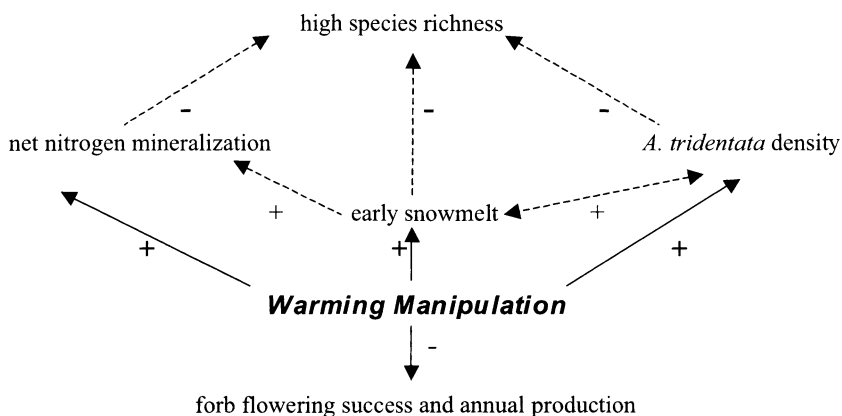 high species richness
- - -
net nitrogen mineralization A. tridentata density
+ early snowmelt +
+ + +
Warming Manipulation
-
forb flowering success and annual production